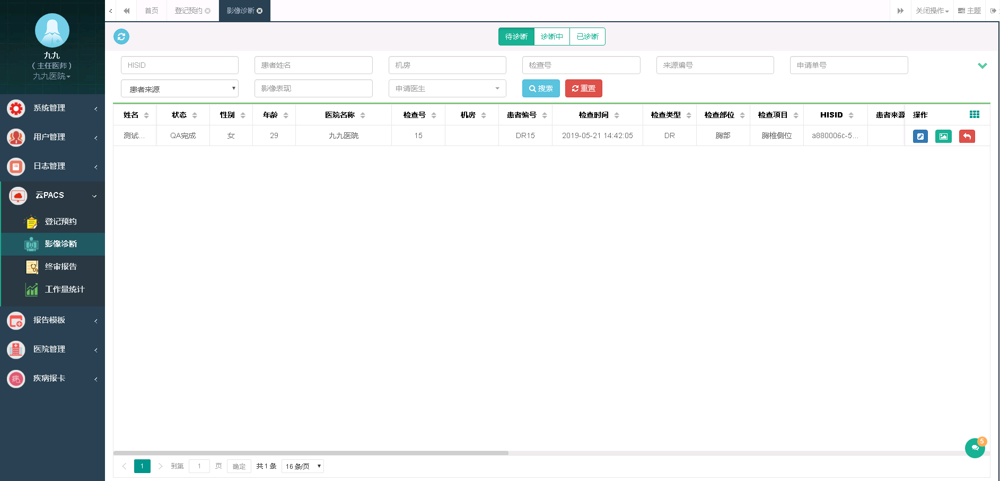 九九
（主任医师）
九九医院
系统管理
用户管理
日志管理
云PACS
登记预约
影像诊断
终审报告
工作量统计
报告模板
医院管理
疾病报卡
首页 登记预约 影像诊断 关闭操作 主题
待诊断 诊断中 已诊断
HISID 患者姓名 机房 检查号 来源编号 申请单号
患者来源 影像表现 申请医生 搜索 重置
姓名 状态 性别 年龄 医院名称 检查号 机房 患者编号 检查时间 检查类型 检查部位 检查项目 HISID 患者来源 操作
测试... QA完成 女 29 九九医院 15 DR15 2019-05-21 14:42:05 DR 胸部 胸椎侧位 a880006c-5...
5
1 到第 1 页 确定 共1条 16条/页